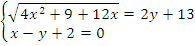 √(4x² + 9 + 12x) = 2y + 13
x − y + 2 = 0